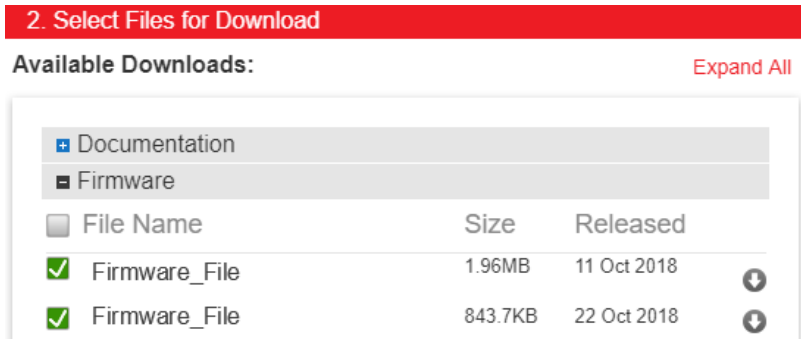 2. Select Files for Download
Available Downloads:
Expand All
Documentation
Firmware
File Name Size Released
Firmware_File 1.96MB 11 Oct 2018
Firmware_File 843.7KB 22 Oct 2018